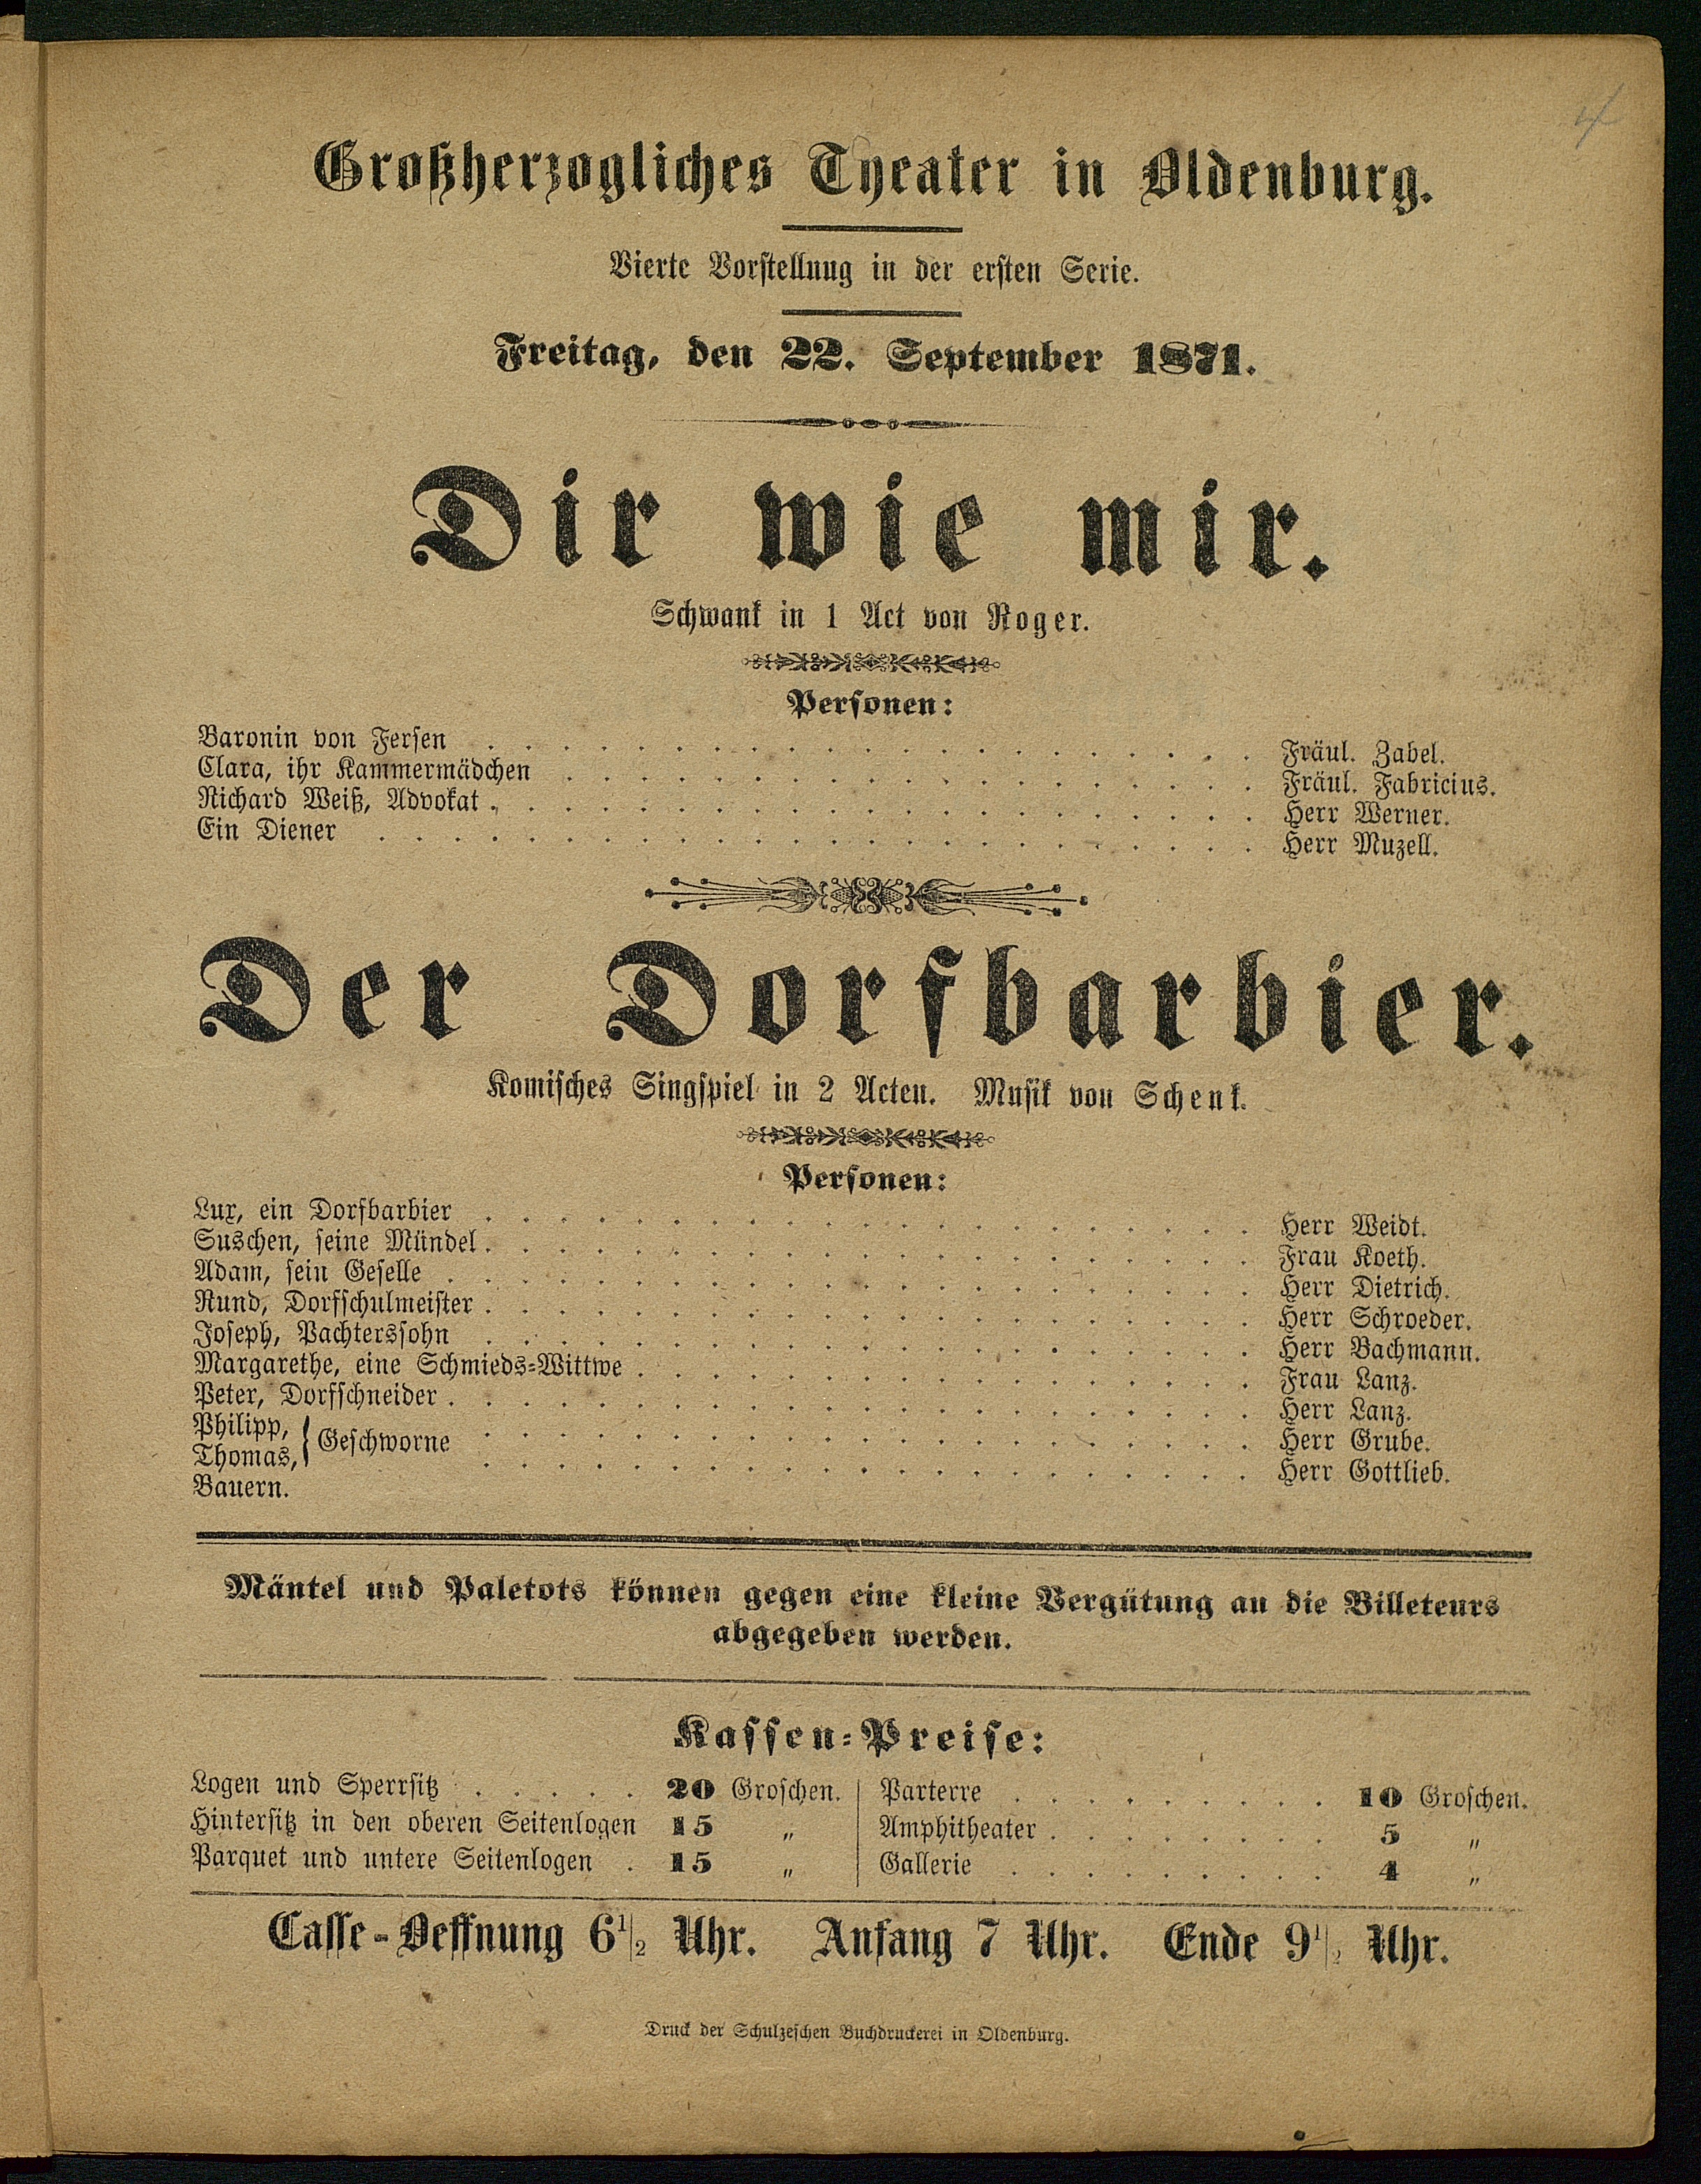 4
Großherzogliches Theater in Oldenburg.
Vierte Vorstellung in der ersten Serie.
Freitag, den 22. September 1871.
Dir wie mir.
Schwank in 1 Act von Roger.
Personen:
Baronin von Fersen . . . . . . . . . . . . . . . . . . . . . Fräul. Zabel.
Clara, ihr Kammermädchen . . . . . . . . . . . . . . . . . . . Fräul. Fabricius.
Richard Weiß, Advokat . . . . . . . . . . . . . . . . . . . . . Herr Werner.
Ein Diener . . . . . . . . . . . . . . . . . . . . . . . . Herr Muzell.
Der Dorfbarbier.
Komisches Singspiel in 2 Acten. Musik von Schenk.
Personen:
Lux, ein Dorfbarbier . . . . . . . . . . . . . . . . . . . . . Herr Weidt.
Suschen, seine Mündel . . . . . . . . . . . . . . . . . . . . . Frau Koeth.
Adam, sein Geselle . . . . . . . . . . . . . . . . . . . . . . Herr Dietrich.
Rund, Dorfschulmeister . . . . . . . . . . . . . . . . . . . . . Herr Schroeder.
Joseph, Pachterssohn . . . . . . . . . . . . . . . . . . . . . Herr Bachmann.
Margarethe, eine Schmieds-Wittwe . . . . . . . . . . . . . . . . . Frau Lanz.
Peter, Dorfschneider . . . . . . . . . . . . . . . . . . . . . . Herr Lanz.
Philipp, } Geschworne . . . . . . . . . . . . . . . . . . . . . Herr Grube.
Thomas, . . . . . . . . . . . . . . . . . . . . . Herr Gottlieb.
Bauern.
Mäntel und Paletots können gegen eine kleine Vergütung an die Billeteurs
abgegeben werden.
Kassen-Preise:
Logen und Sperrsitz . . . . . 20 Groschen.
Hintersitz in den oberen Seitenlogen 15 "
Parquet und untere Seitenlogen . 15 "
Parterre . . . . . . . . . 10 Groschen.
Amphitheater . . . . . . . . 5 "
Gallerie . . . . . . . . . 4 "
Casse-Oeffnung 6 1/2 Uhr. Anfang 7 Uhr. Ende 9 1/2 Uhr.
Druck der Schulzeschen Buchdruckerei in Oldenburg.